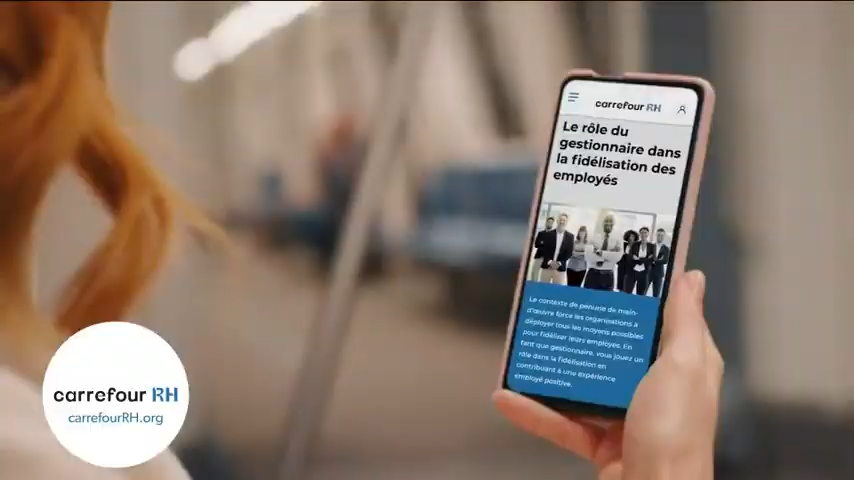 carrefour RH
Le rôle du
gestionnaire dans
la fidélisation des
employés
Le contexte de pénurie de main-
d'œuvre force les organisations à
déployer tous les moyens possibles
pour fidéliser leurs employés. En
tant que gestionnaire, vous jouez un
rôle dans la fidélisation en
contribuant à une expérience
employé positive.
carrefour RH
carrefourRH.org